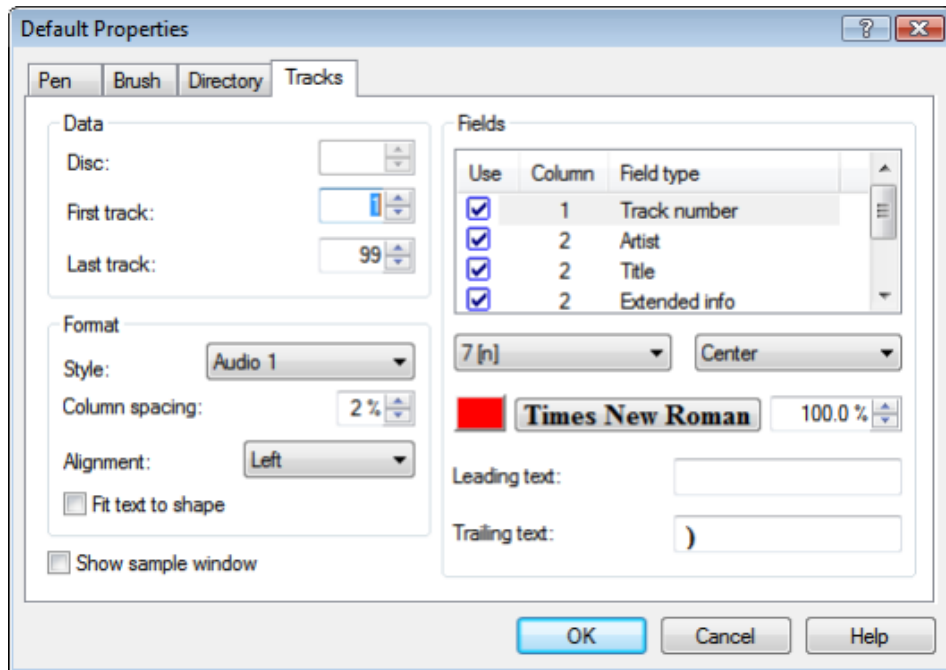 Default Properties
Pen Brush Directory Tracks
Data
Disc:
First track: 1
Last track: 99
Format
Style: Audio 1
Column spacing: 2 %
Alignment: Left
Fit text to shape
Show sample window
Fields
Use Column Field type
1 Track number
2 Artist
2 Title
2 Extended info
7 [n] Center
Times New Roman 100.0 %
Leading text:
Trailing text: )
OK Cancel Help